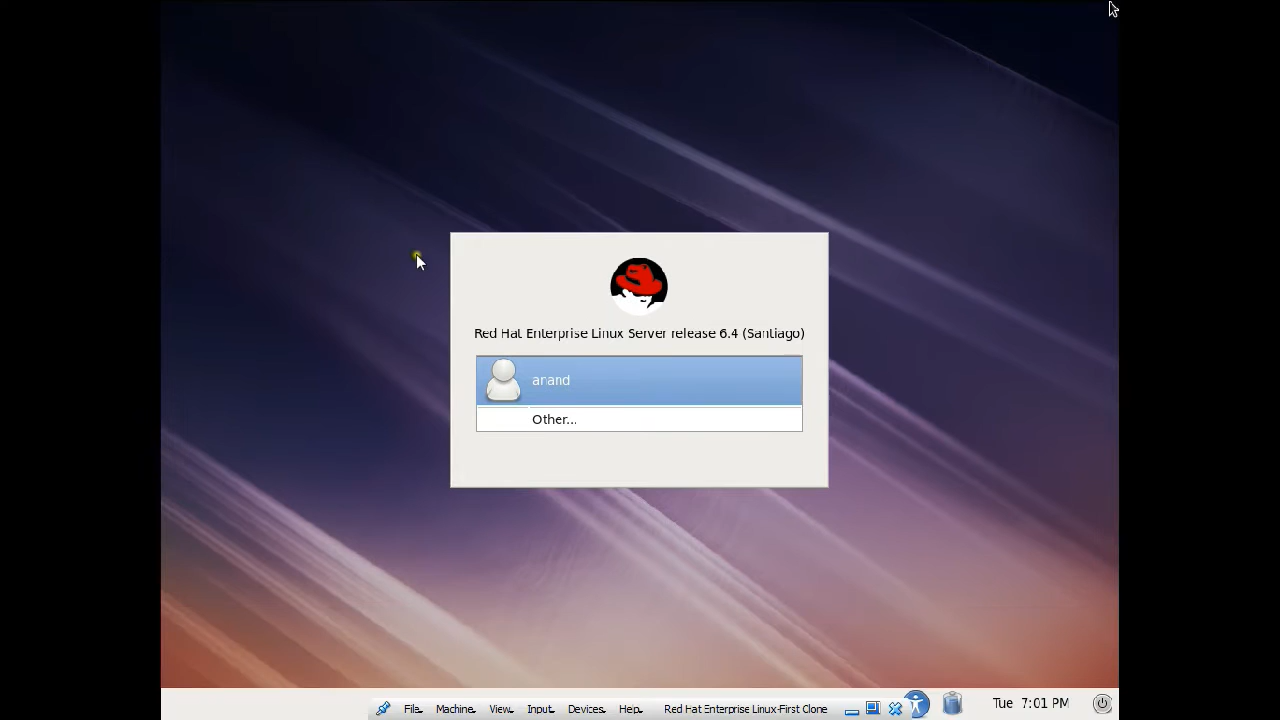 Red Hat Enterprise Linux Server release 6.4 (Santiago)
anand
Other...
File Machine View Input Devices Help Red Hat Enterprise Linux-First Clone Tue 7:01 PM